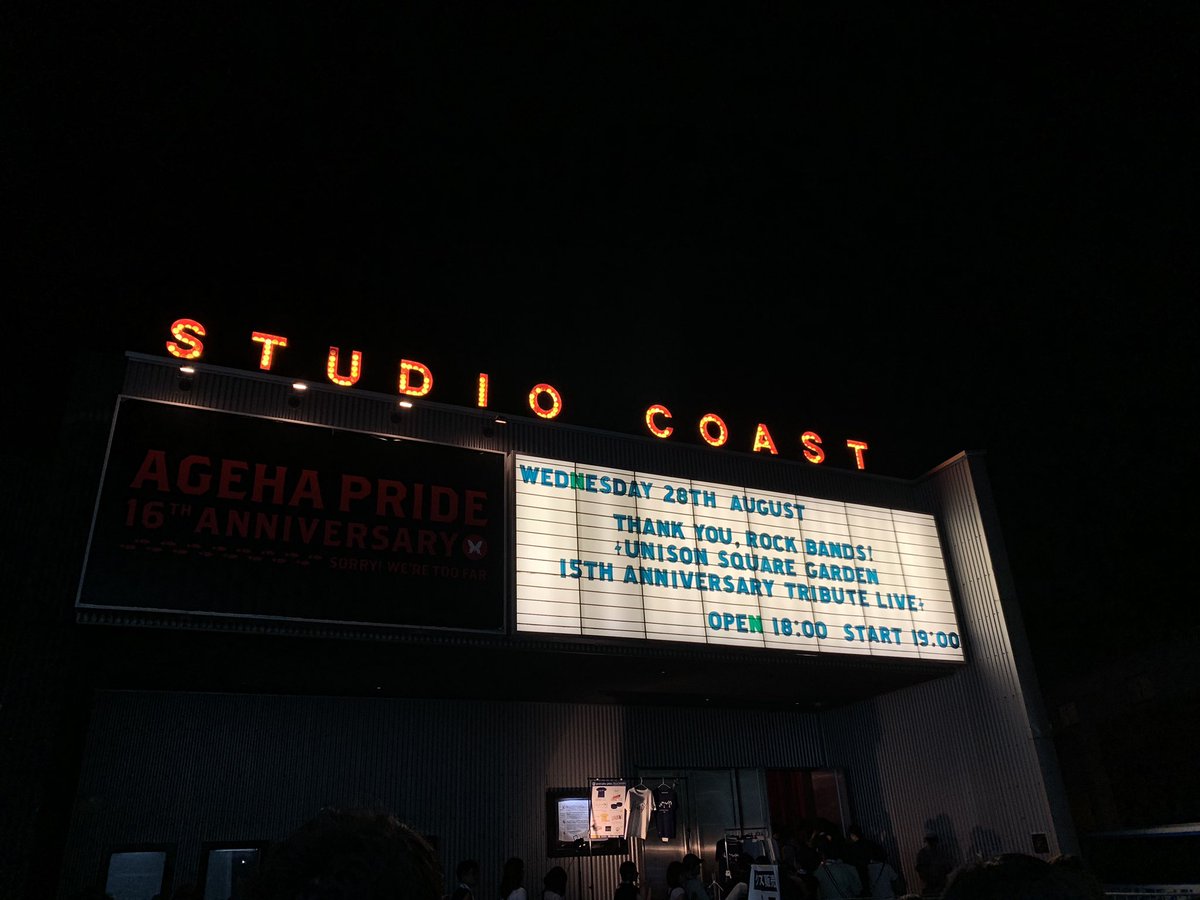 STUDIO COAST
AGEHA PRIDE
16TH ANNIVERSARY
SORRY! WE'RE TOO FAR
WEDNESDAY 28TH AUGUST
THANK YOU, ROCK BANDS!
UNISON SQUARE GARDEN
15TH ANNIVERSARY TRIBUTE LIVE
OPEN 18:00 START 19:00